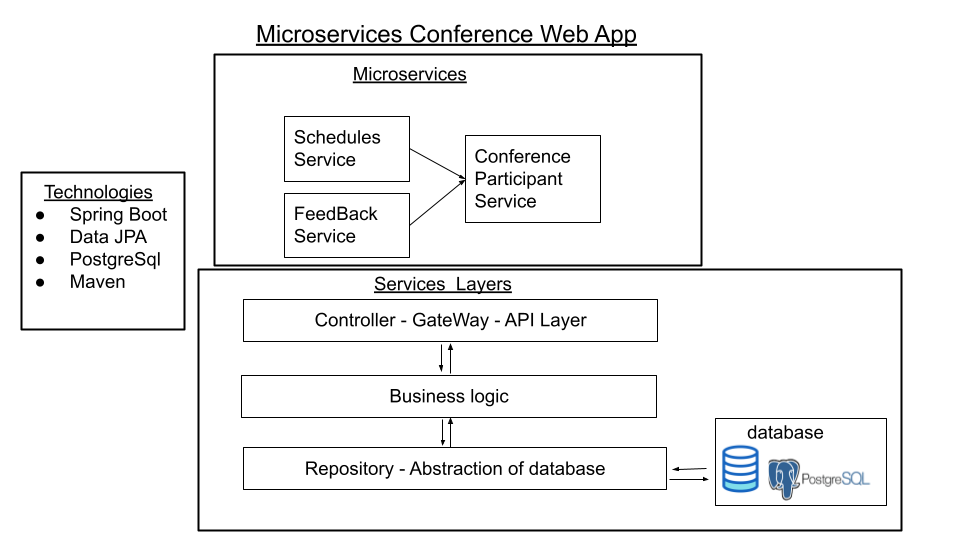 Microservices Conference Web App
Microservices
Schedules
Service
Conference
Participant
Service
FeedBack
Service
Technologies
● Spring Boot
● Data JPA
● PostgreSql
● Maven
Services Layers
Controller - GateWay - API Layer
Business logic
Repository - Abstraction of database
database
PostgreSQL